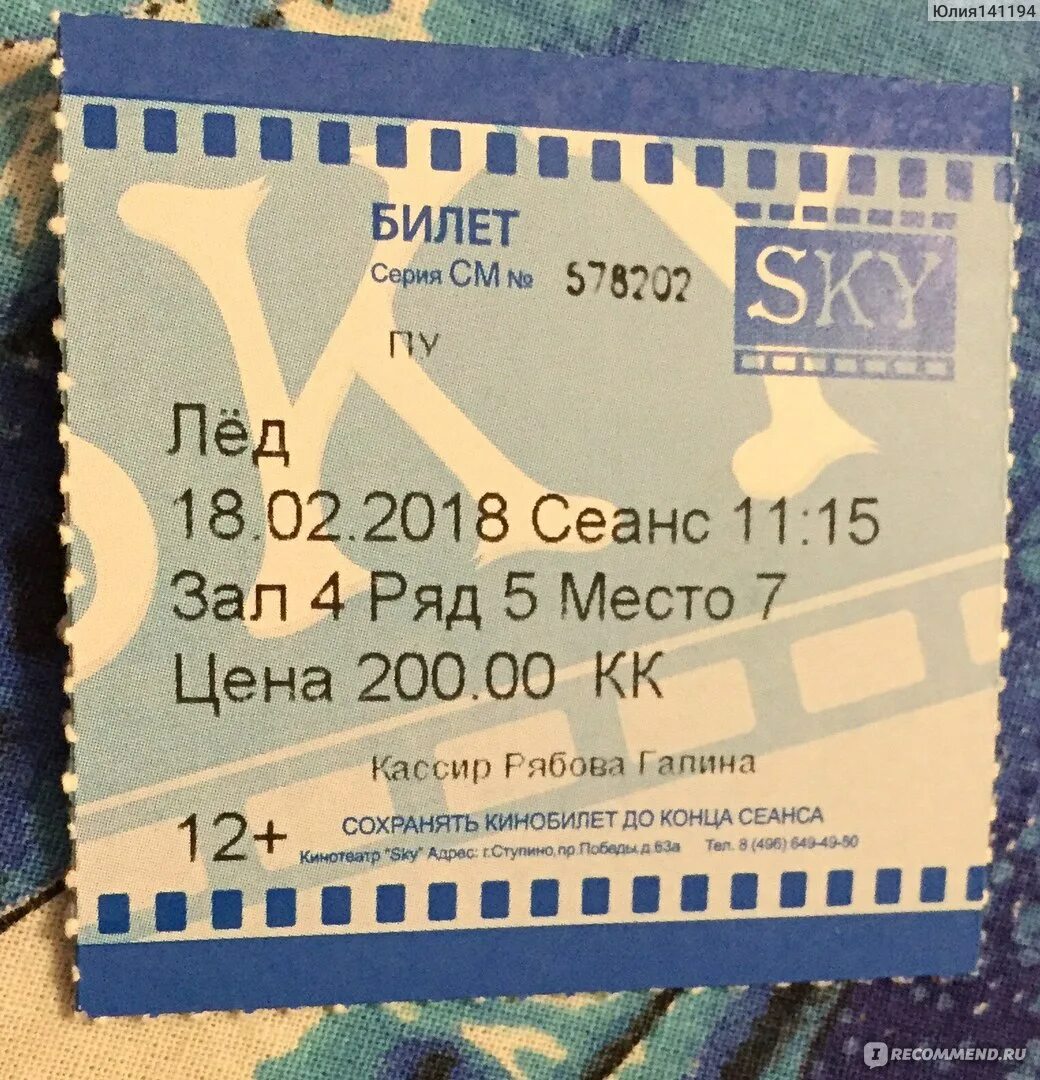 Юлия141194
БИЛЕТ
Серия СМ № 578202
SKY
ПУ
Лёд
18.02.2018 Сеанс 11:15
Зал 4 Ряд 5 Место 7
Цена 200.00 КК
Кассир Рябова Галина
12+
СОХРАНЯТЬ КИНОБИЛЕТ ДО КОНЦА СЕАНСА
Кинотеатр "Sky" Адрес: г.Ступино,пр.Победы,д.63а Тел. 8 (496) 649-49-50
IRECOMMEND.RU